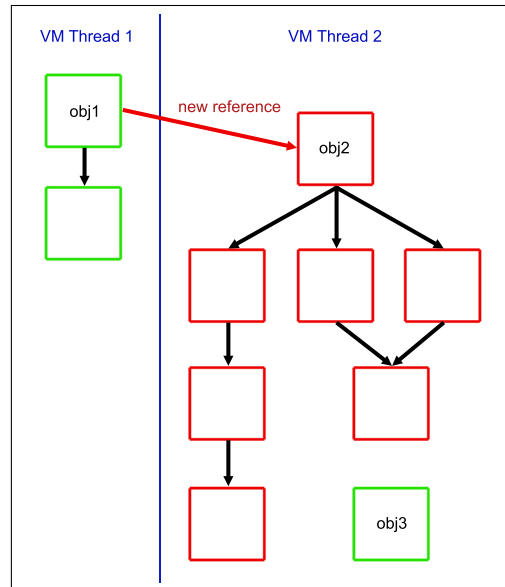 VM Thread 1
VM Thread 2
new reference
obj1
obj2
obj3